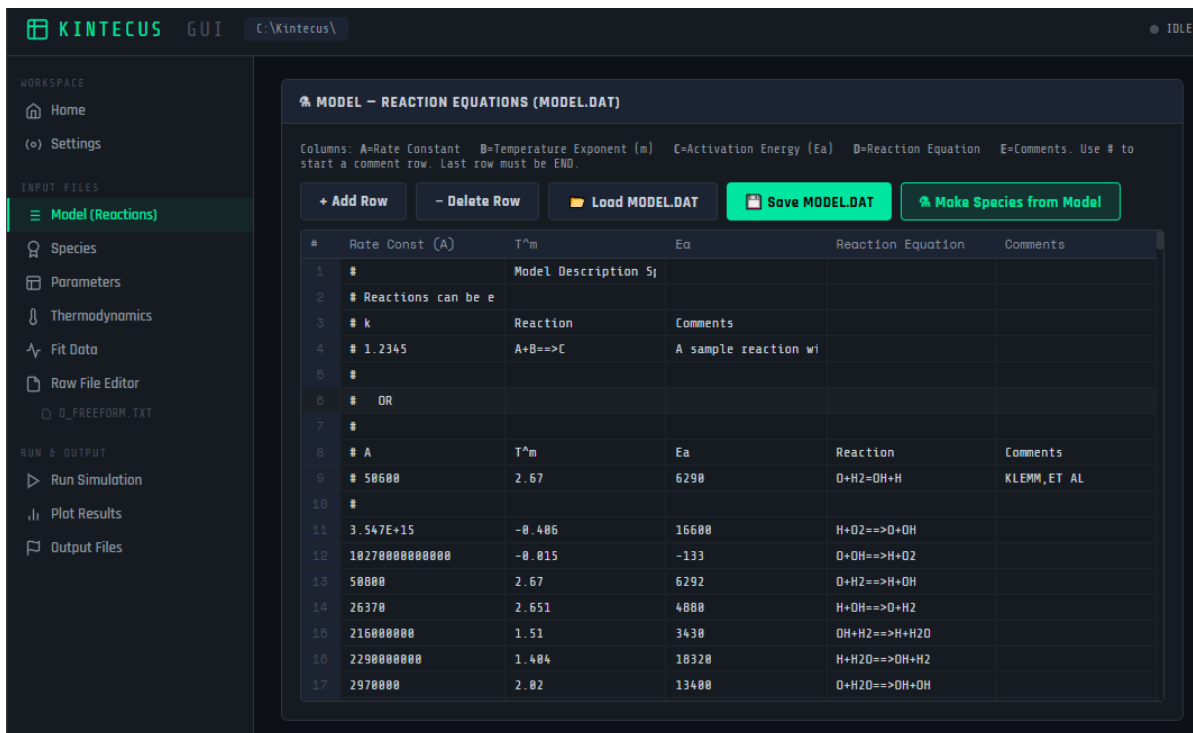 KINTECUS GUI C:\Kintecus\ IDLE
WORKSPACE
Home
Settings
INPUT FILES
Model (Reactions)
Species
Parameters
Thermodynamics
Fit Data
Raw File Editor
O_FREEFORM.TXT
RUN & OUTPUT
Run Simulation
Plot Results
Output Files
MODEL — REACTION EQUATIONS (MODEL.DAT)
Columns: A=Rate Constant B=Temperature Exponent (m) C=Activation Energy (Ea) D=Reaction Equation E=Comments. Use # to
start a comment row. Last row must be END.
+ Add Row − Delete Row Load MODEL.DAT Save MODEL.DAT Make Species from Model
# Rate Const (A) T^m Ea Reaction Equation Comments
1 # Model Description Sp
2 # Reactions can be e
3 # k Reaction Comments
4 # 1.2345 A+B==>C A sample reaction wi
5 #
6 # OR
7 #
8 # A T^m Ea Reaction Comments
9 # 50600 2.67 6290 O+H2=OH+H KLEMM,ET AL
10 #
11 3.547E+15 -0.406 16600 H+O2==>O+OH
12 10270000000000 -0.015 -133 O+OH==>H+O2
13 50800 2.67 6292 O+H2==>H+OH
14 26370 2.651 4880 H+OH==>O+H2
15 216000000 1.51 3430 OH+H2==>H+H2O
16 2290000000 1.404 18320 H+H2O==>OH+H2
17 2970000 2.02 13400 O+H2O==>OH+OH